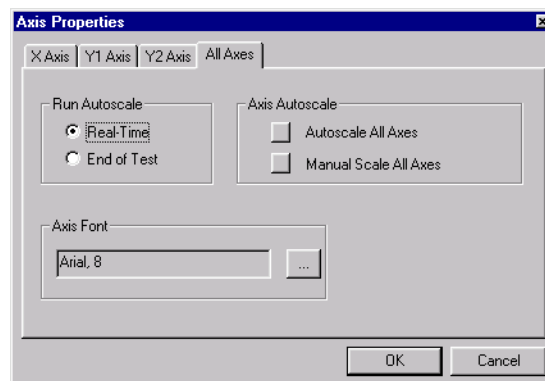 Axis Properties
X Axis Y1 Axis Y2 Axis All Axes
Run Autoscale
Real-Time
End of Test
Axis Autoscale
Autoscale All Axes
Manual Scale All Axes
Axis Font
Arial, 8
...
OK Cancel